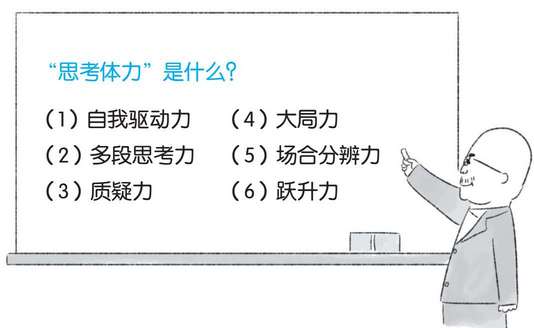 “思考体力”是什么？
（1）自我驱动力 （4）大局力
（2）多段思考力 （5）场合分辨力
（3）质疑力 （6）跃升力